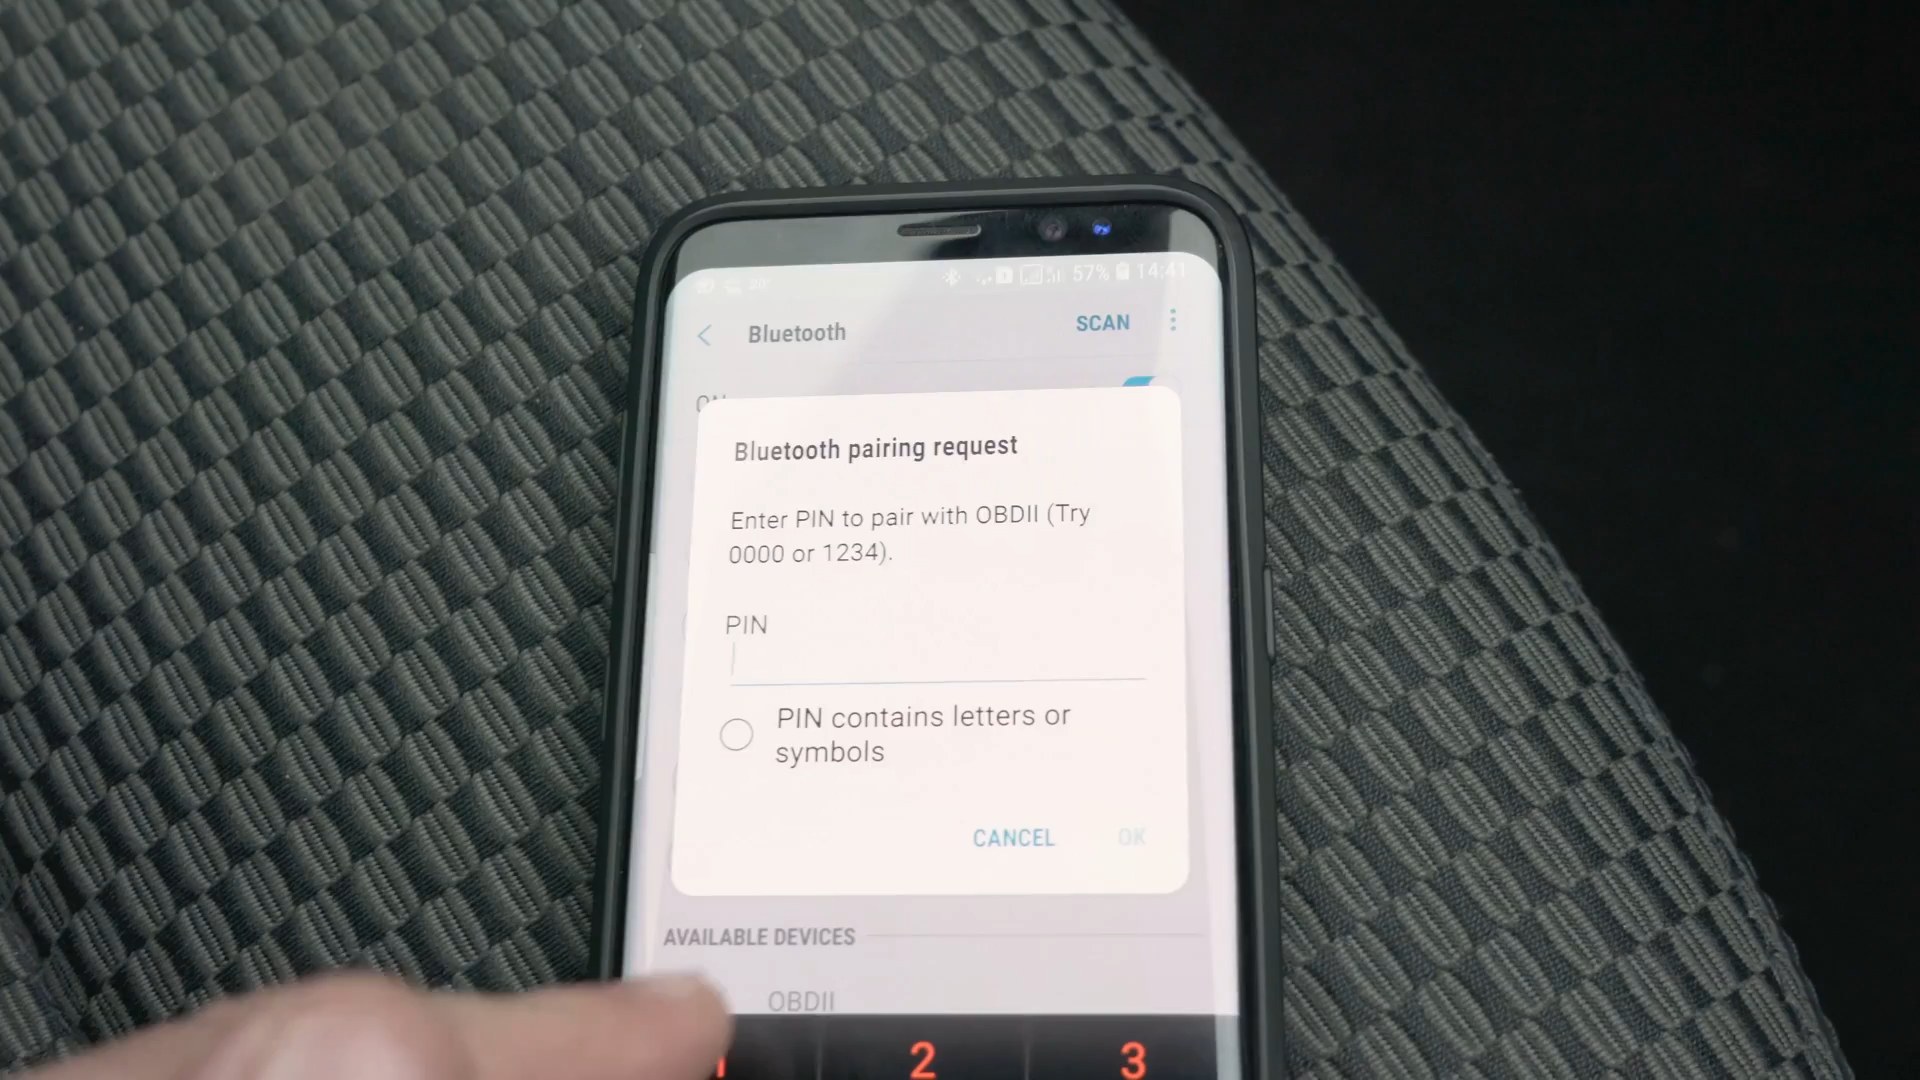 57% 14:41
Bluetooth SCAN
Bluetooth pairing request
Enter PIN to pair with OBDII (Try
0000 or 1234).
PIN
PIN contains letters or
symbols
CANCEL OK
AVAILABLE DEVICES
OBDII
1 2 3